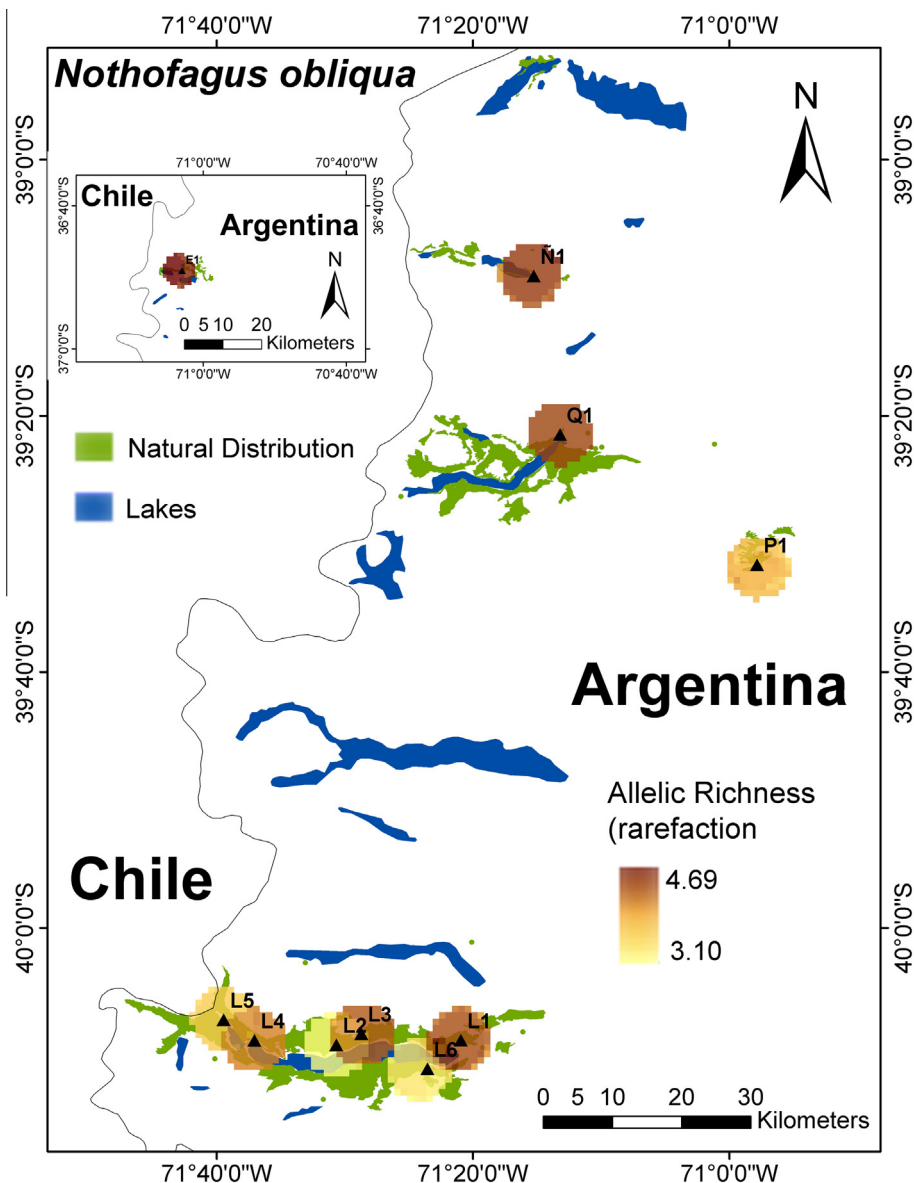 71°40'0"W 71°20'0"W 71°0'0"W
Nothofagus obliqua
N
39°0'0"S
39°0'0"S
71°0'0"W 70°40'0"W
Chile
Argentina
36°40'0"S
36°40'0"S
E1
N
0 5 10 20
Kilometers
37°0'0"S
37°0'0"S
71°0'0"W 70°40'0"W
Ñ1
39°20'0"S
39°20'0"S
Q1
Natural Distribution
Lakes
P1
39°40'0"S
39°40'0"S
Argentina
Allelic Richness
(rarefaction
4.69
3.10
Chile
40°0'0"S
40°0'0"S
L5
L4
L2
L3
L1
L6
0 10 20 30
Kilometers
71°40'0"W 71°20'0"W 71°0'0"W